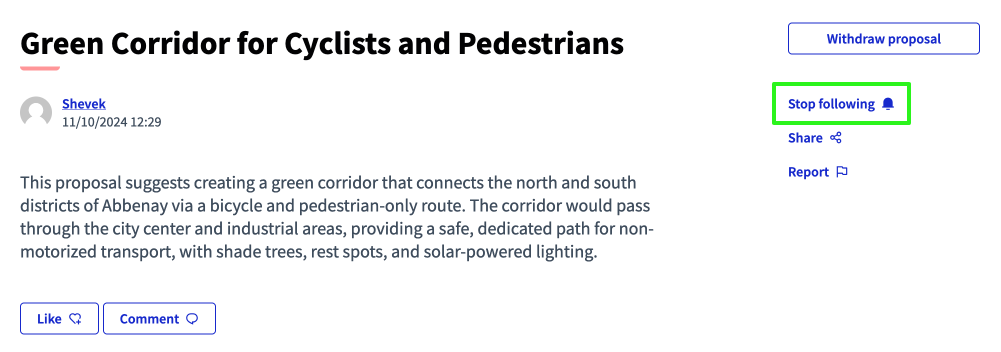 Green Corridor for Cyclists and Pedestrians
Shevek
11/10/2024 12:29
This proposal suggests creating a green corridor that connects the north and south
districts of Abbenay via a bicycle and pedestrian-only route. The corridor would pass
through the city center and industrial areas, providing a safe, dedicated path for non-
motorized transport, with shade trees, rest spots, and solar-powered lighting.
Like
Comment
Withdraw proposal
Stop following
Share
Report